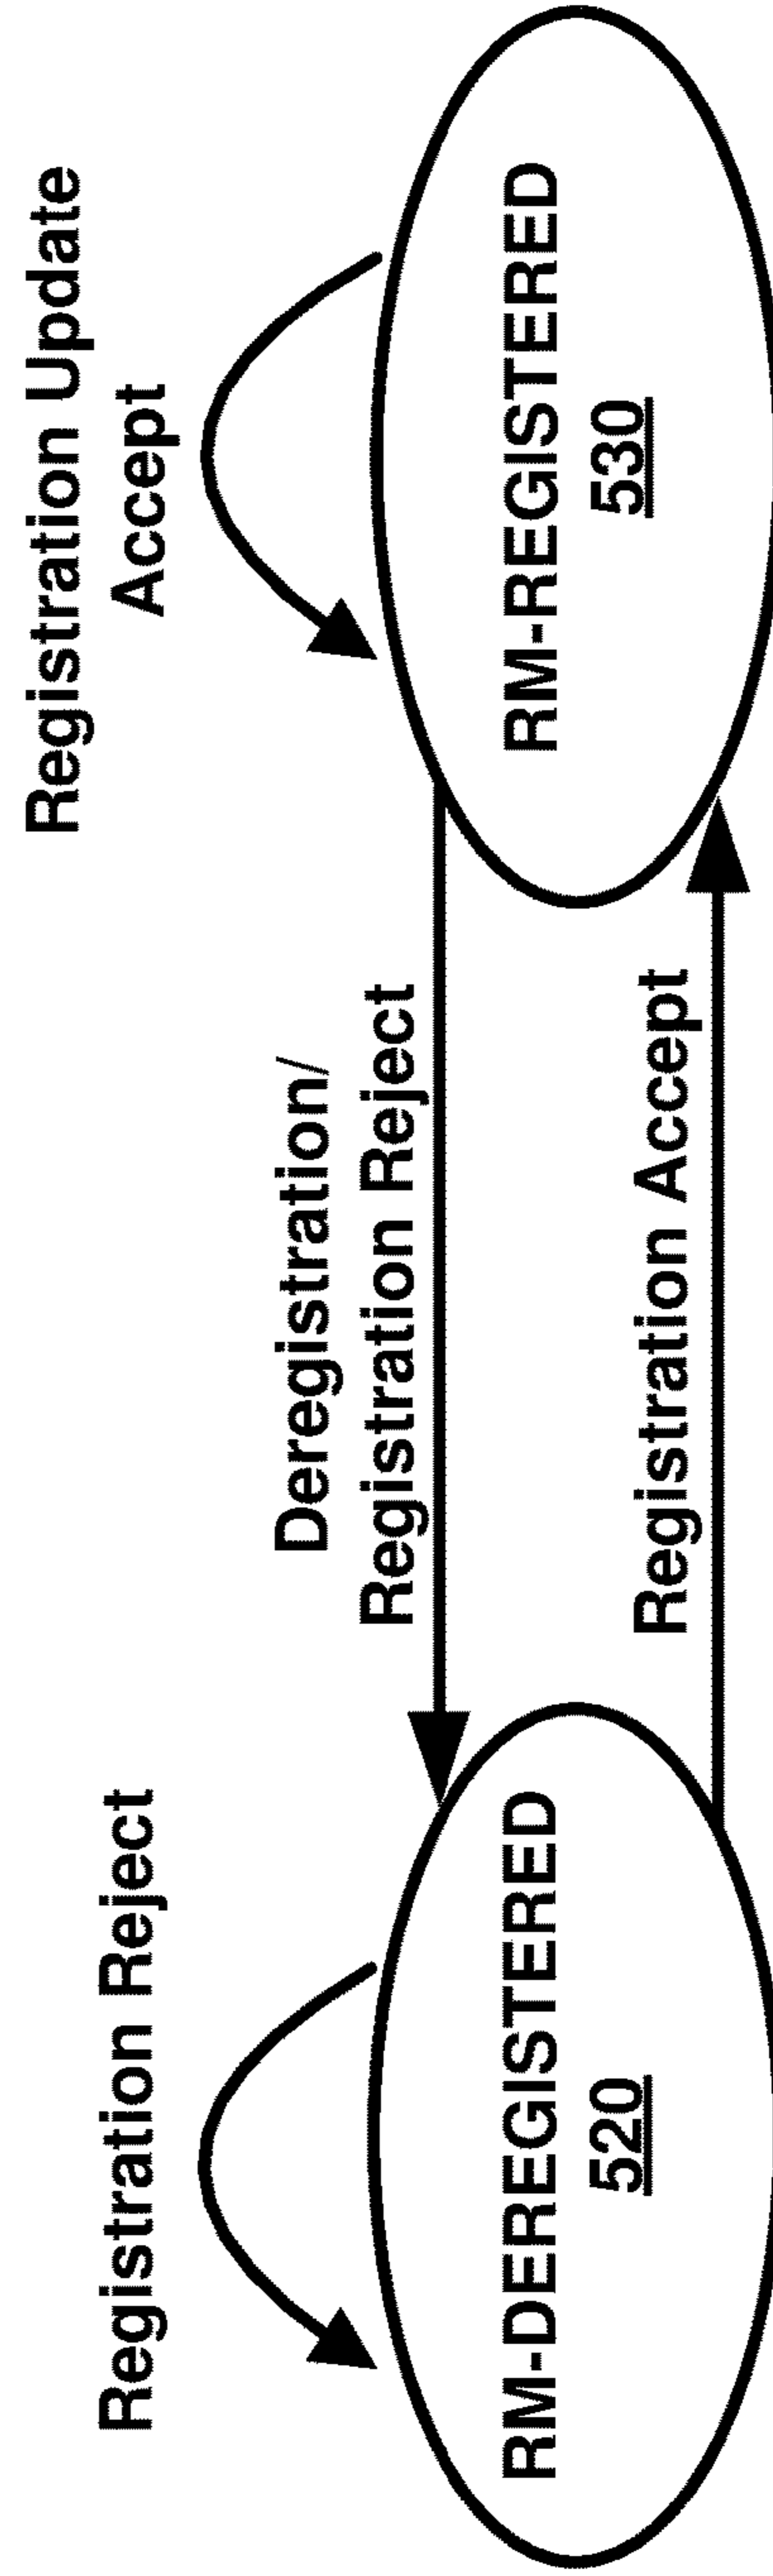 Registration Reject
RM-DEREGISTERED
520
Deregistration/
Registration Reject
Registration Accept
Registration Update
Accept
RM-REGISTERED
530